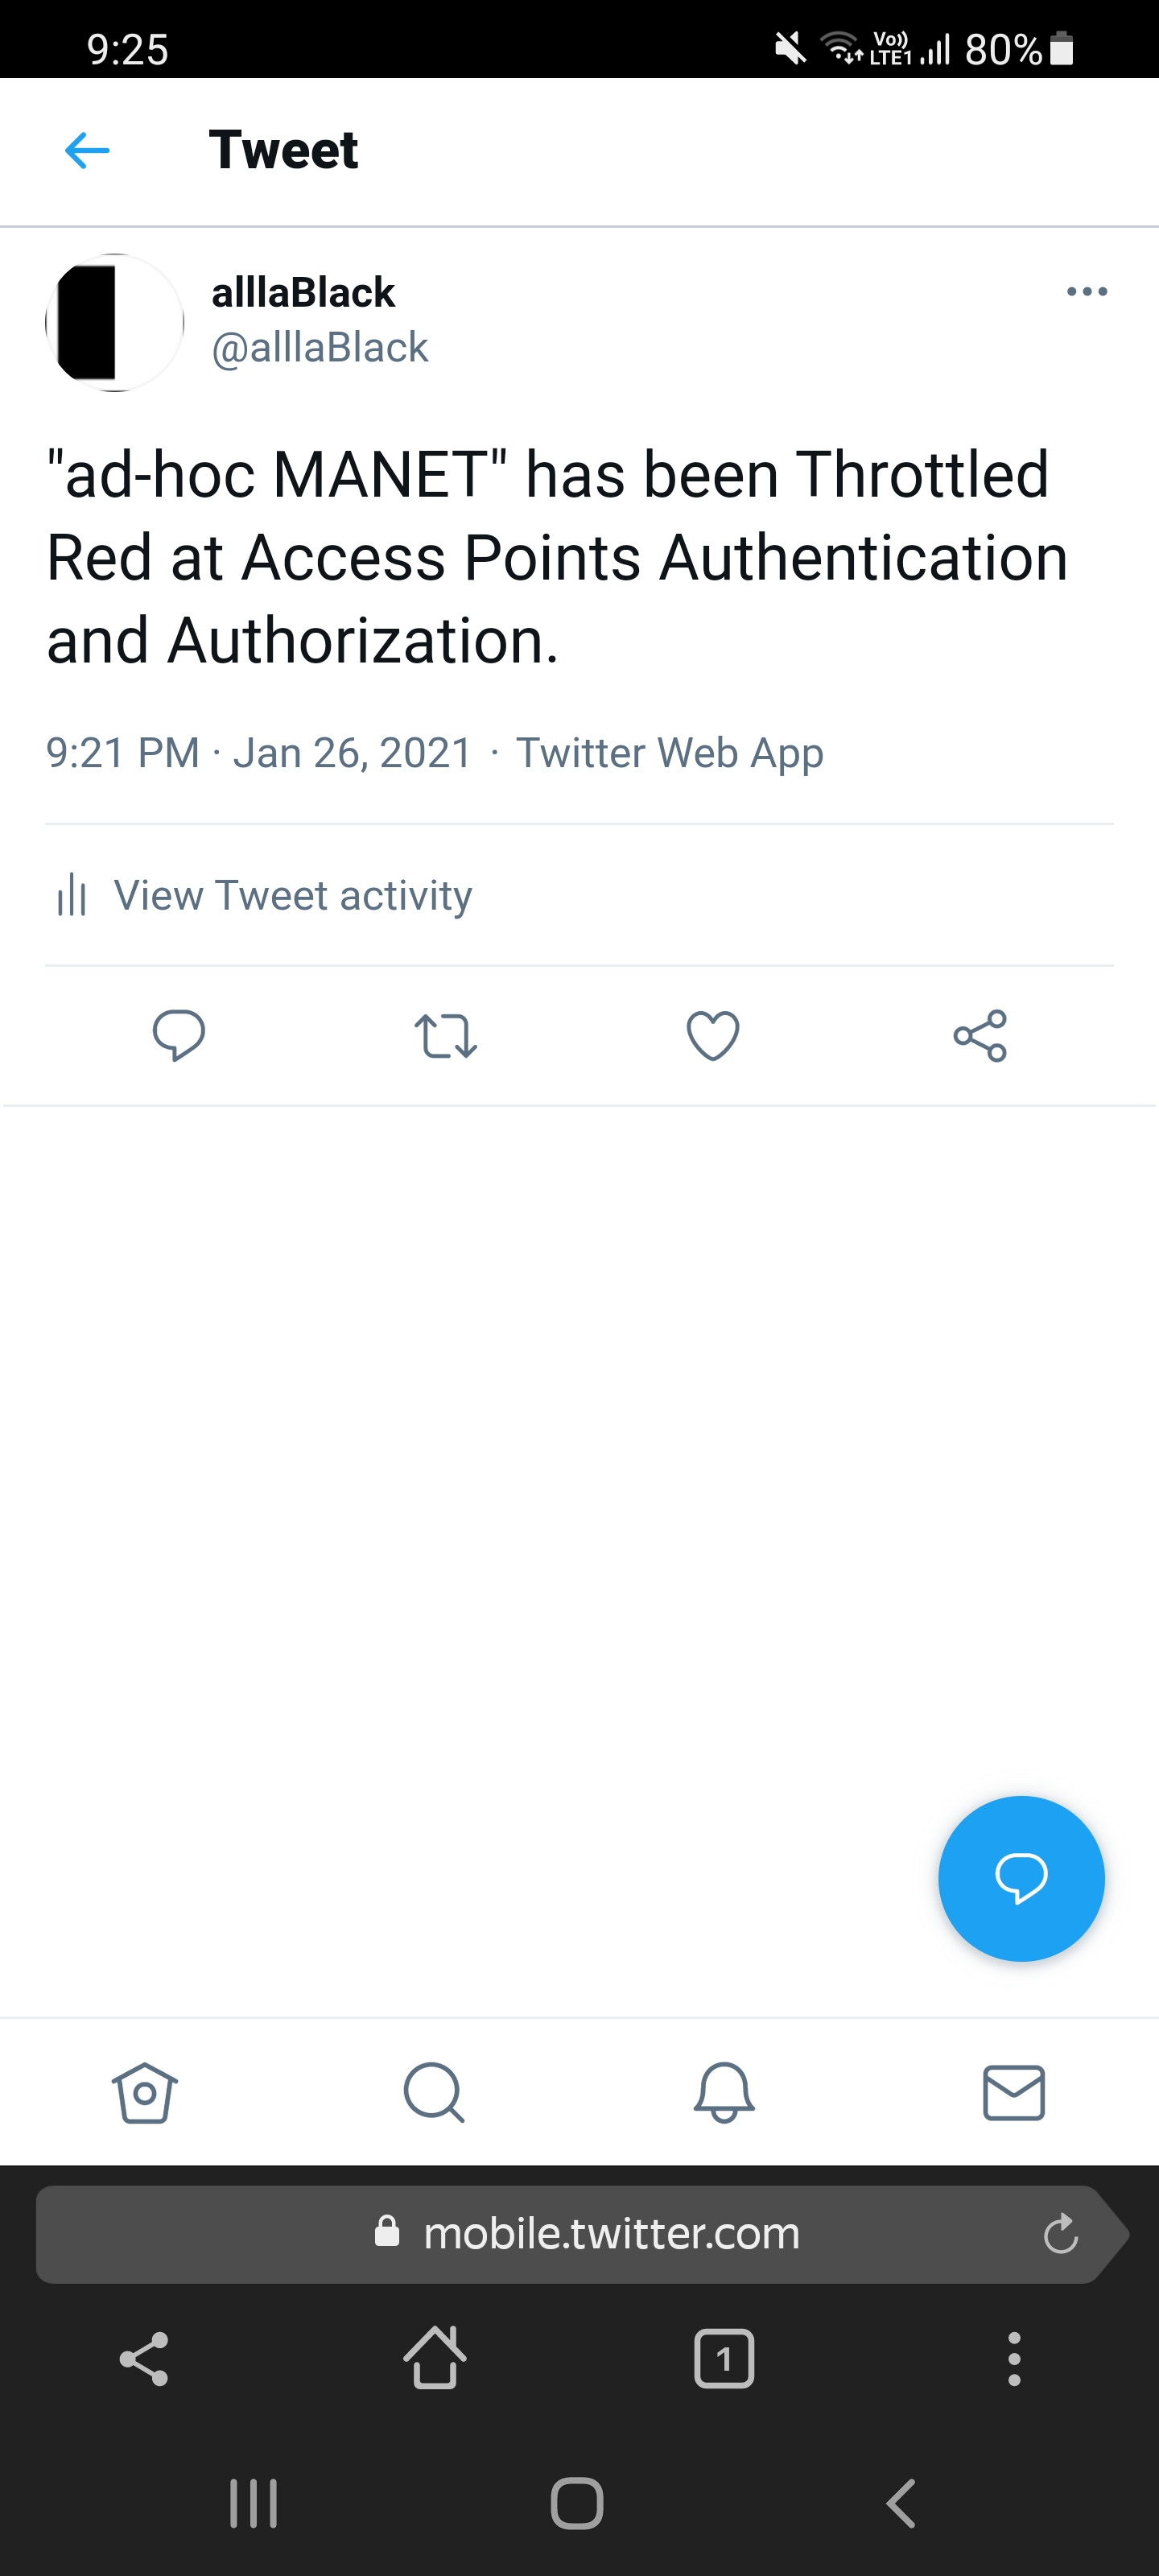 9:25 Vo)) LTE1 80%
Tweet
alllaBlack
@alllaBlack
"ad-hoc MANET" has been Throttled
Red at Access Points Authentication
and Authorization.
9:21 PM · Jan 26, 2021 · Twitter Web App
View Tweet activity
mobile.twitter.com
1